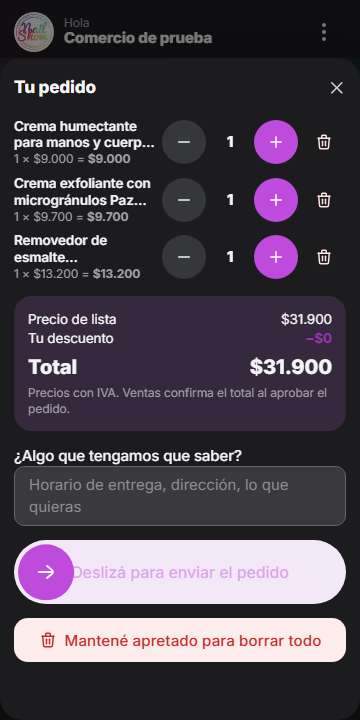 Nail Show
Hola
Comercio de prueba
Tu pedido
Crema humectante
para manos y cuerp...
1 × $9.000 = $9.000
1
Crema exfoliante con
microgránulos Paz...
1 × $9.700 = $9.700
1
Removedor de
esmalte...
1 × $13.200 = $13.200
1
Precio de lista $31.900
Tu descuento −$0
Total $31.900
Precios con IVA. Ventas confirma el total al aprobar el
pedido.
¿Algo que tengamos que saber?
Horario de entrega, dirección, lo que
quieras
Deslizá para enviar el pedido
Mantené apretado para borrar todo